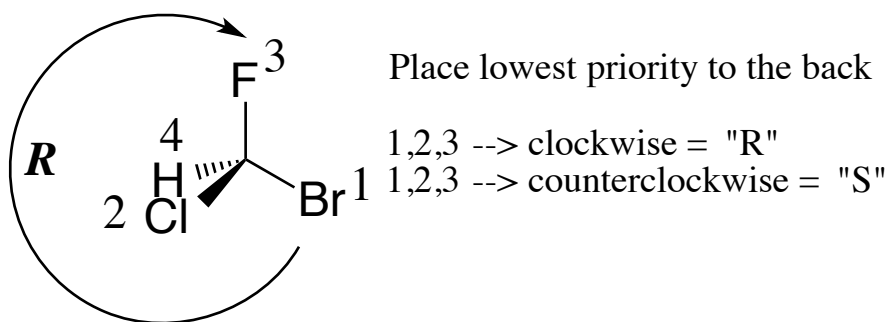 F 3
Place lowest priority to the back
4
1,2,3 --> clockwise = "R"
R
H
1,2,3 --> counterclockwise = "S"
Br 1
2 Cl